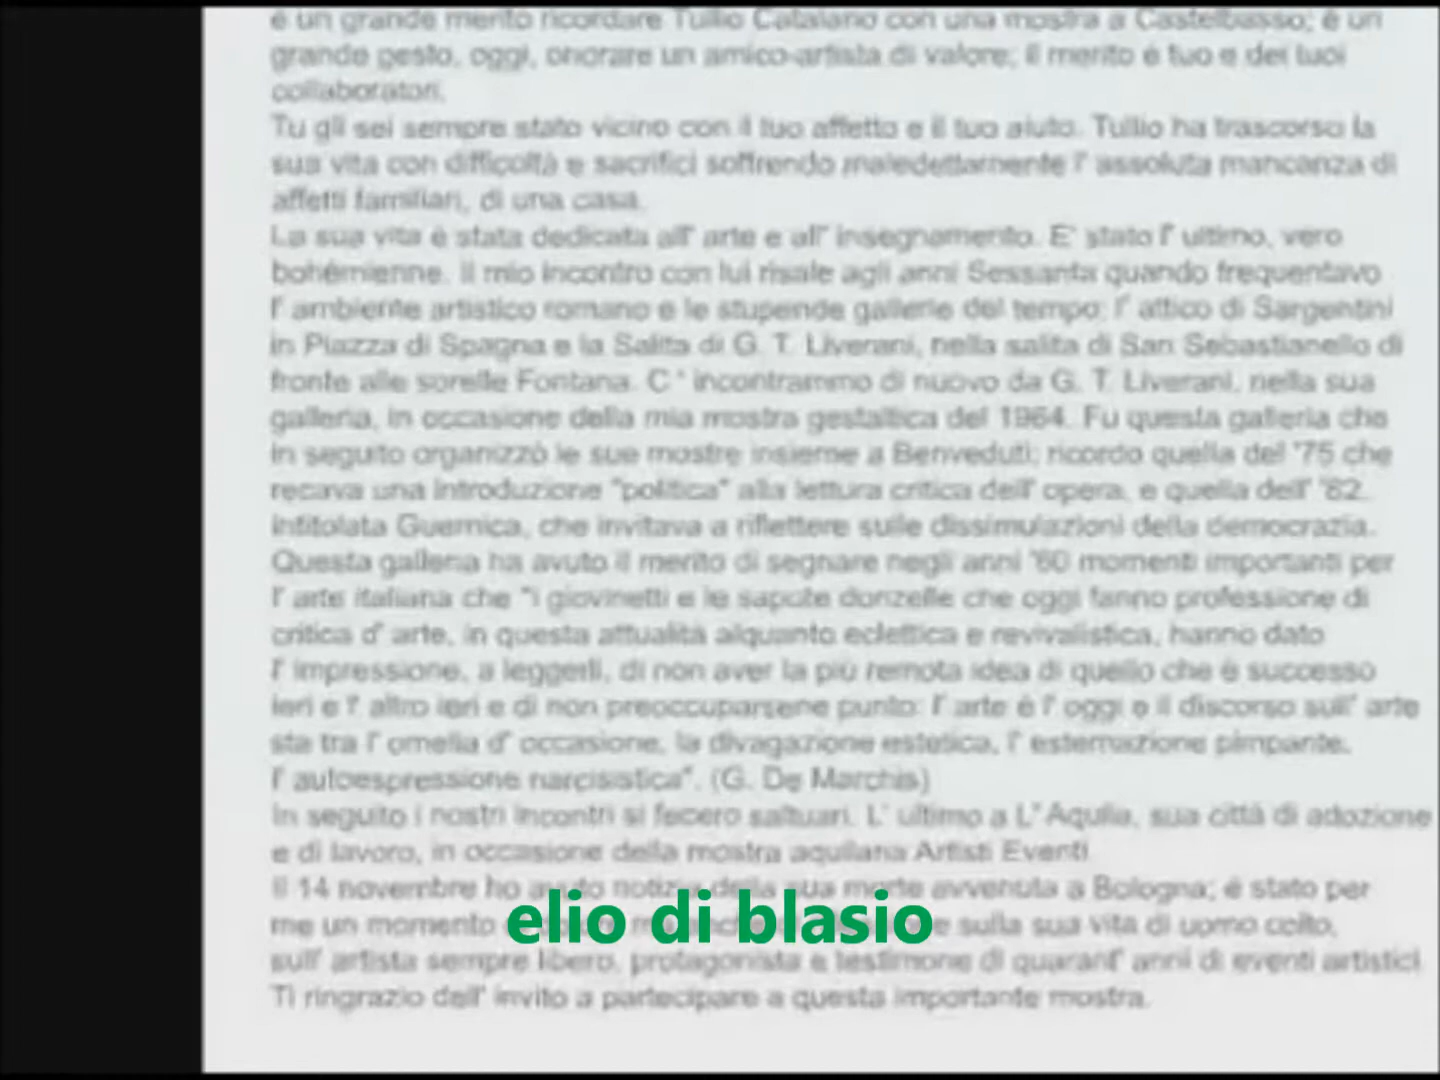 è un grande merito ricordare Tullio Catalano con una mostra a Castelbasso; è un
grande gesto, oggi, onorare un amico-artista di valore; il merito è tuo e dei tuoi
collaboratori.
Tu gli sei sempre stato vicino con il tuo affetto e il tuo aiuto. Tullio ha trascorso la
sua vita con difficoltà e sacrifici soffrendo maledettamente l' assoluta mancanza di
affetti familiari, di una casa.
La sua vita è stata dedicata all' arte e all' insegnamento. E' stato l' ultimo, vero
bohémienne. Il mio incontro con lui risale agli anni Sessanta quando frequentavo
l' ambiente artistico romano e le stupende gallerie del tempo: l' attico di Sargentini
in Piazza di Spagna e la Salita di G. T. Liverani, nella salita di San Sebastianello di
fronte alle sorelle Fontana. C ' incontrammo di nuovo da G. T. Liverani, nella sua
galleria, in occasione della mia mostra gestaltica del 1964. Fu questa galleria che
in seguito organizzò le sue mostre insieme a Benveduti; ricordo quella del '75 che
recava una introduzione "politica" alla lettura critica dell' opera, e quella dell' '82,
intitolata Guernica, che invitava a riflettere sulle dissimulazioni della democrazia.
Questa galleria ha avuto il merito di segnare negli anni '60 momenti importanti per
l' arte italiana che "i giovinetti e le sapute donzelle che oggi fanno professione di
critica d' arte, in questa attualità alquanto eclettica e revivalistica, hanno dato
l' impressione, a leggerli, di non aver la più remota idea di quello che è successo
ieri e l' altro ieri e di non preoccuparsene punto: l' arte è l' oggi e il discorso sull' arte
sta tra l' omelia d' occasione, la divagazione estetica, l' esternazione pimpante,
l' autoespressione narcisistica". (G. De Marchis)
In seguito i nostri incontri si fecero saltuari. L' ultimo a L' Aquila, sua città di adozione
e di lavoro, in occasione della mostra aquilana Artisti Eventi.
Il 14 novembre ho avuto notizia della sua morte avvenuta a Bologna; è stato per
me un momento sulla sua vita di uomo colto,
elio di blasio
sull' artista sempre libero, protagonista e testimone di quarant' anni di eventi artistici.
Ti ringrazio dell' invito a partecipare a questa importante mostra.